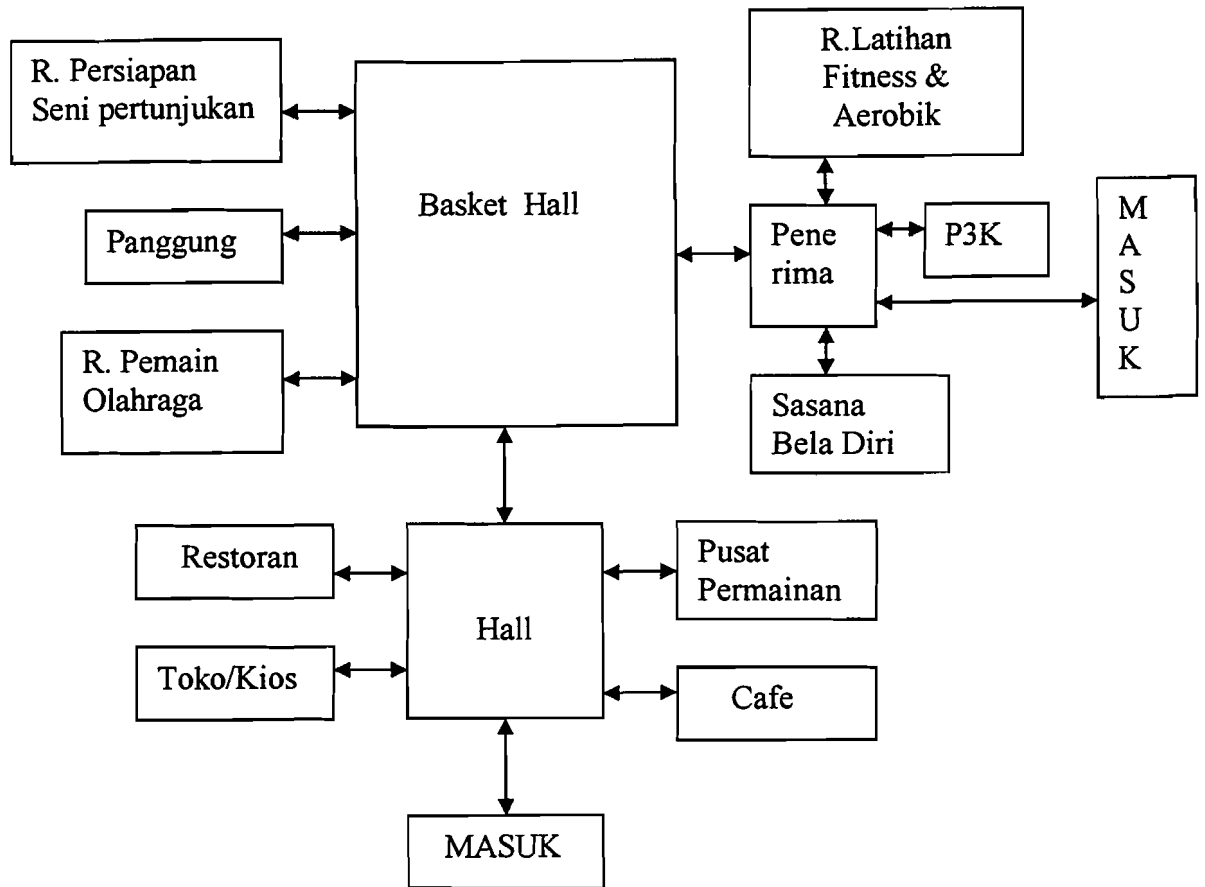 R. Persiapan
Seni pertunjukan
Panggung
R. Pemain
Olahraga
Basket Hall
R.Latihan
Fitness &
Aerobik
Pene
rima
P3K
M
A
S
U
K
Sasana
Bela Diri
Restoran
Toko/Kios
Hall
Pusat
Permainan
Cafe
MASUK